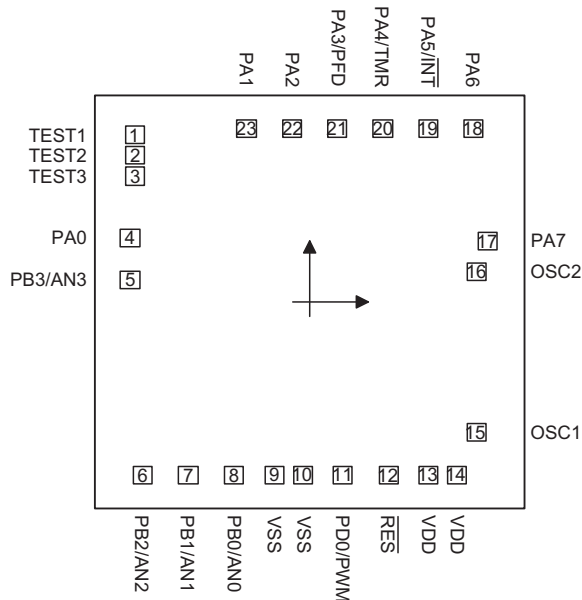 PA1
PA2
PA3/PFD
PA4/TMR
PA5/I̅N̅T̅
PA6
23
22
21
20
19
18
TEST1
1
TEST2
2
TEST3
3
PA0
4
17
PA7
PB3/AN3
5
16
OSC2
15
OSC1
6
7
8
9
10
11
12
13
14
PB2/AN2
PB1/AN1
PB0/AN0
VSS
VSS
PD0/PWM
R̅E̅S̅
VDD
VDD